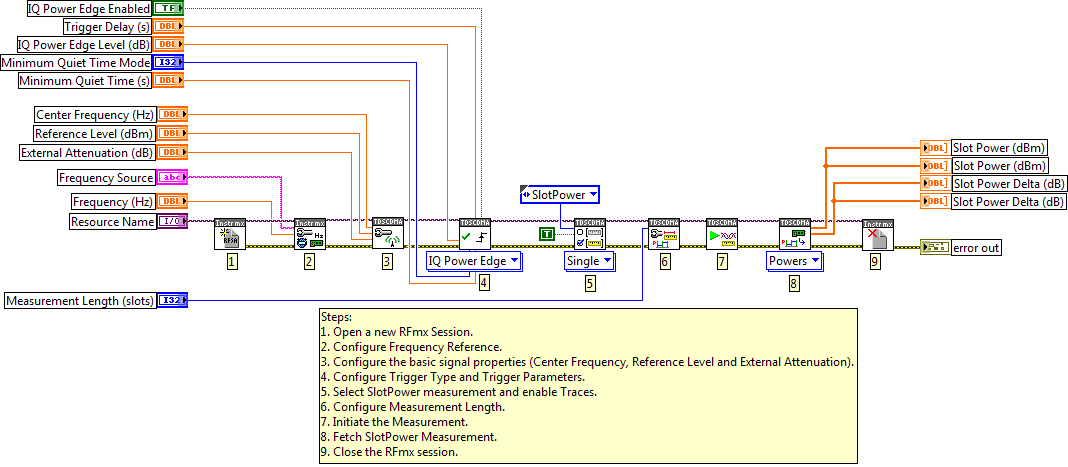 IQ Power Edge Enabled
TF
Trigger Delay (s)
DBL
IQ Power Edge Level (dB)
DBL
Minimum Quiet Time Mode
I32
Minimum Quiet Time (s)
DBL
Center Frequency (Hz)
DBL
Reference Level (dBm)
DBL
External Attenuation (dB)
DBL
Frequency Source
abc
Frequency (Hz)
DBL
Resource Name
I/O
Measurement Length (slots)
I32
Instrmx
RFSA
1
Instrmx
Hz
2
TDSCDMA
3
TDSCDMA
IQ Power Edge
4
SlotPower
T
TDSCDMA
Single
5
TDSCDMA
P
6
TDSCDMA
7
TDSCDMA
P
Powers
8
Instrmx
9
DBL
Slot Power (dBm)
DBL
Slot Power (dBm)
DBL
Slot Power Delta (dB)
DBL
Slot Power Delta (dB)
error out
Steps:
1. Open a new RFmx Session.
2. Configure Frequency Reference.
3. Configure the basic signal properties (Center Frequency, Reference Level and External Attenuation).
4. Configure Trigger Type and Trigger Parameters.
5. Select SlotPower measurement and enable Traces.
6. Configure Measurement Length.
7. Initiate the Measurement.
8. Fetch SlotPower Measurement.
9. Close the RFmx session.